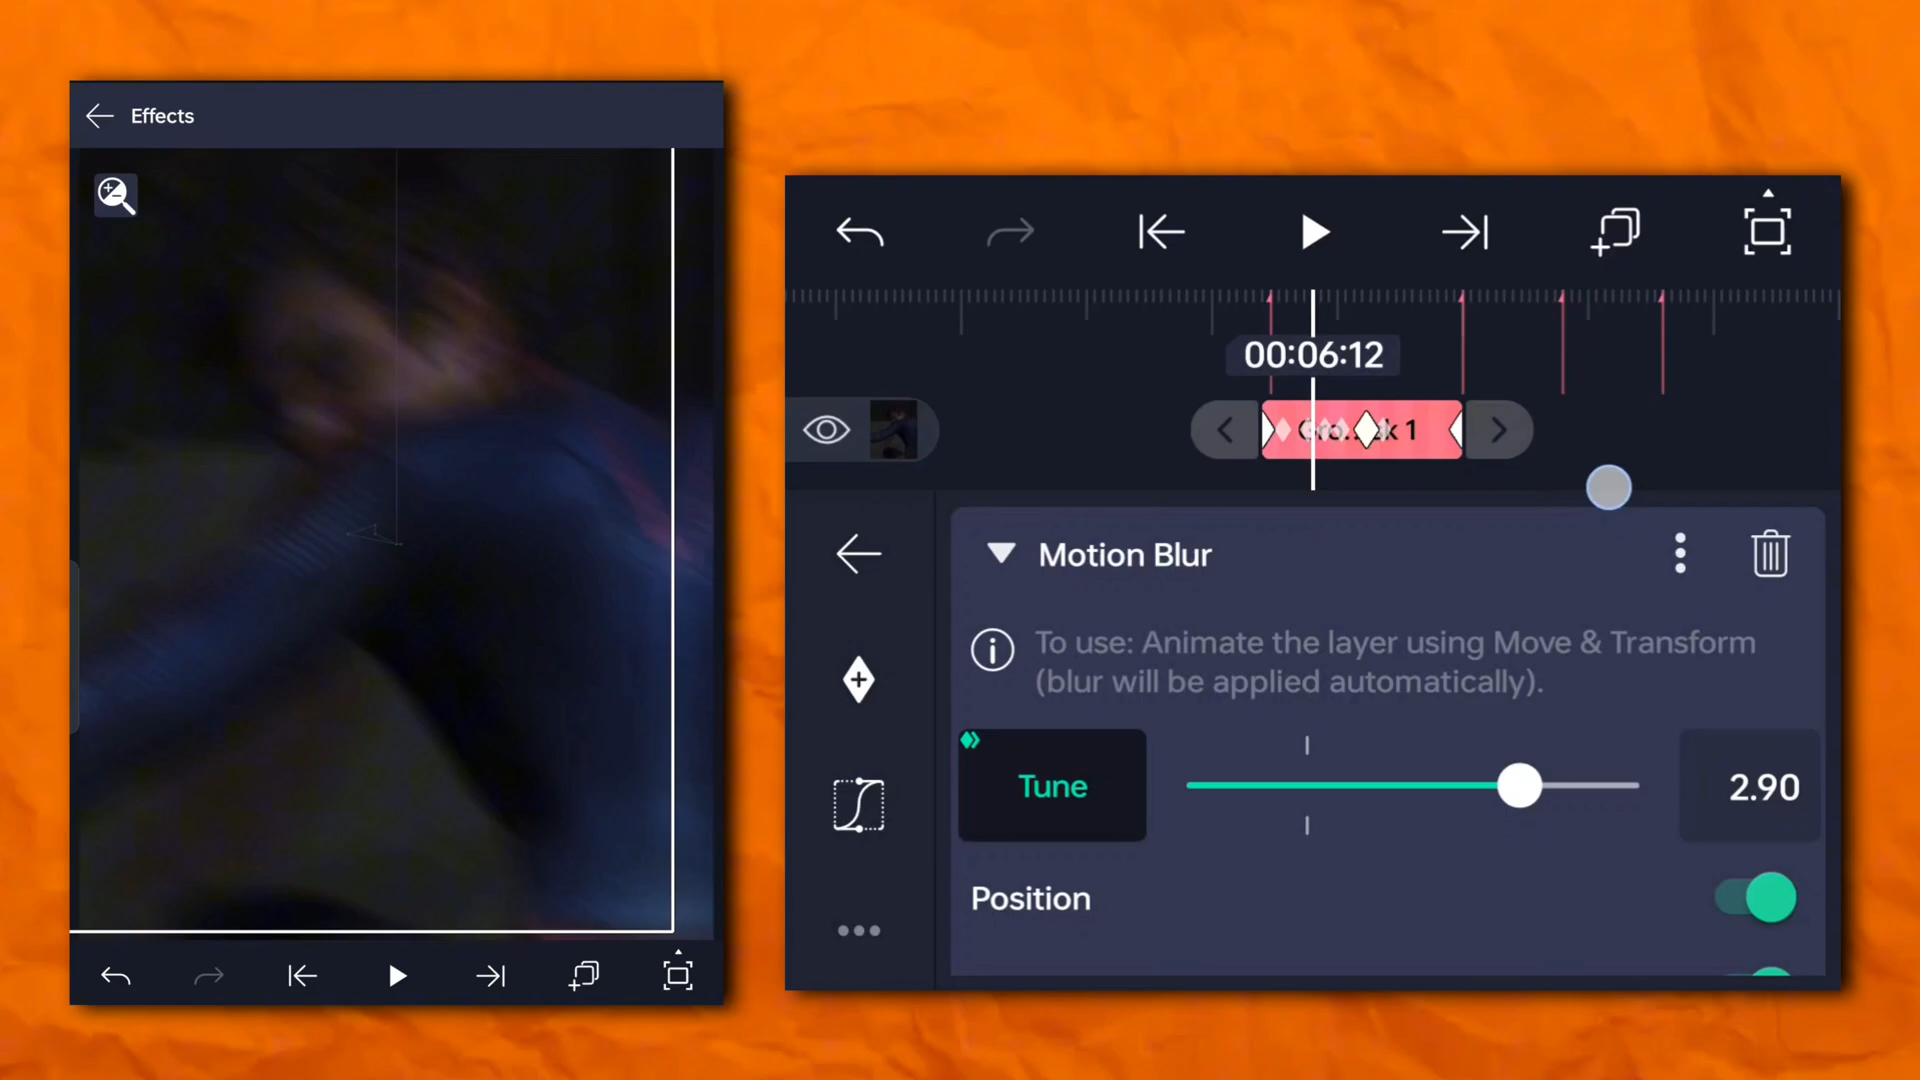 Effects
00:06:12
Motion Blur
To use: Animate the layer using Move & Transform
(blur will be applied automatically).
Tune
2.90
Position